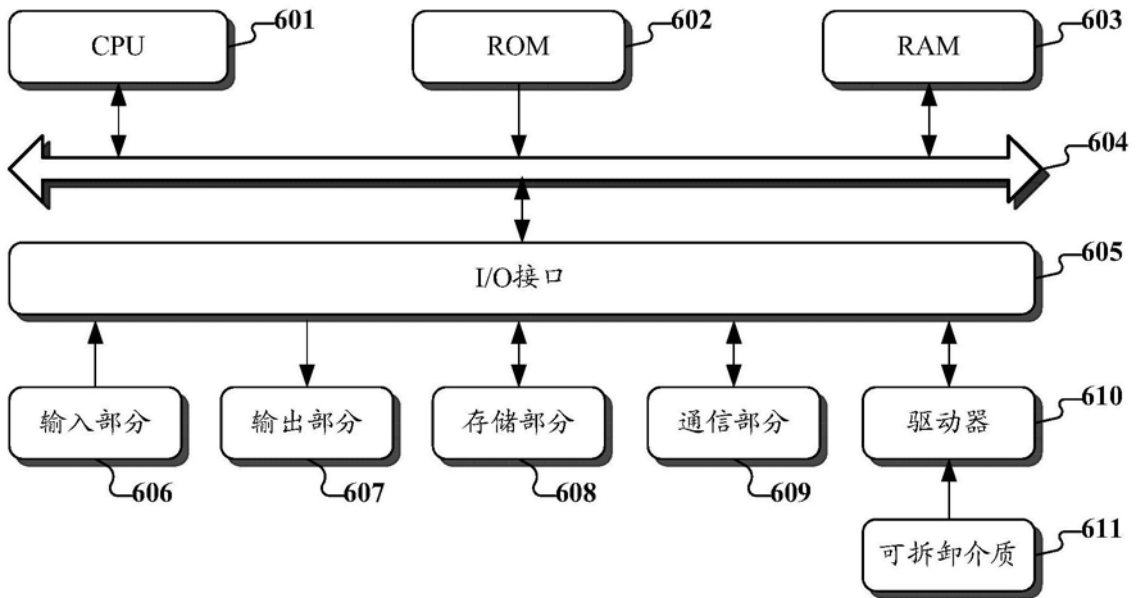 CPU 601
ROM 602
RAM 603
604
I/O接口 605
输入部分 606
输出部分 607
存储部分 608
通信部分 609
驱动器 610
可拆卸介质 611